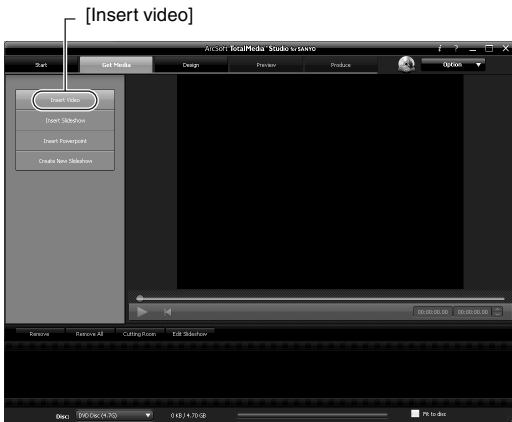 [Insert video]
ArcSoft TotalMedia Studio for SANYO
i ?
Start Get Media Design Preview Produce Option
Insert Video
Insert Slideshow
Insert Powerpoint
Create New Slideshow
00:00:00.00 00:00:00.00
Remove Remove All Cutting Room Edit Slideshow
Disc: DVD Disc (4.7G) 0 KB / 4.70 GB Fit to disc